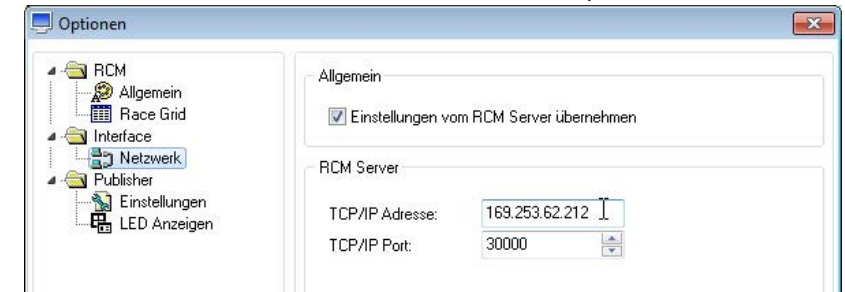 Optionen
RCM
Allgemein
Race Grid
Interface
Netzwerk
Publisher
Einstellungen
LED Anzeigen
Allgemein
Einstellungen vom RCM Server übernehmen
RCM Server
TCP/IP Adresse: 169.253.62.212
TCP/IP Port: 30000